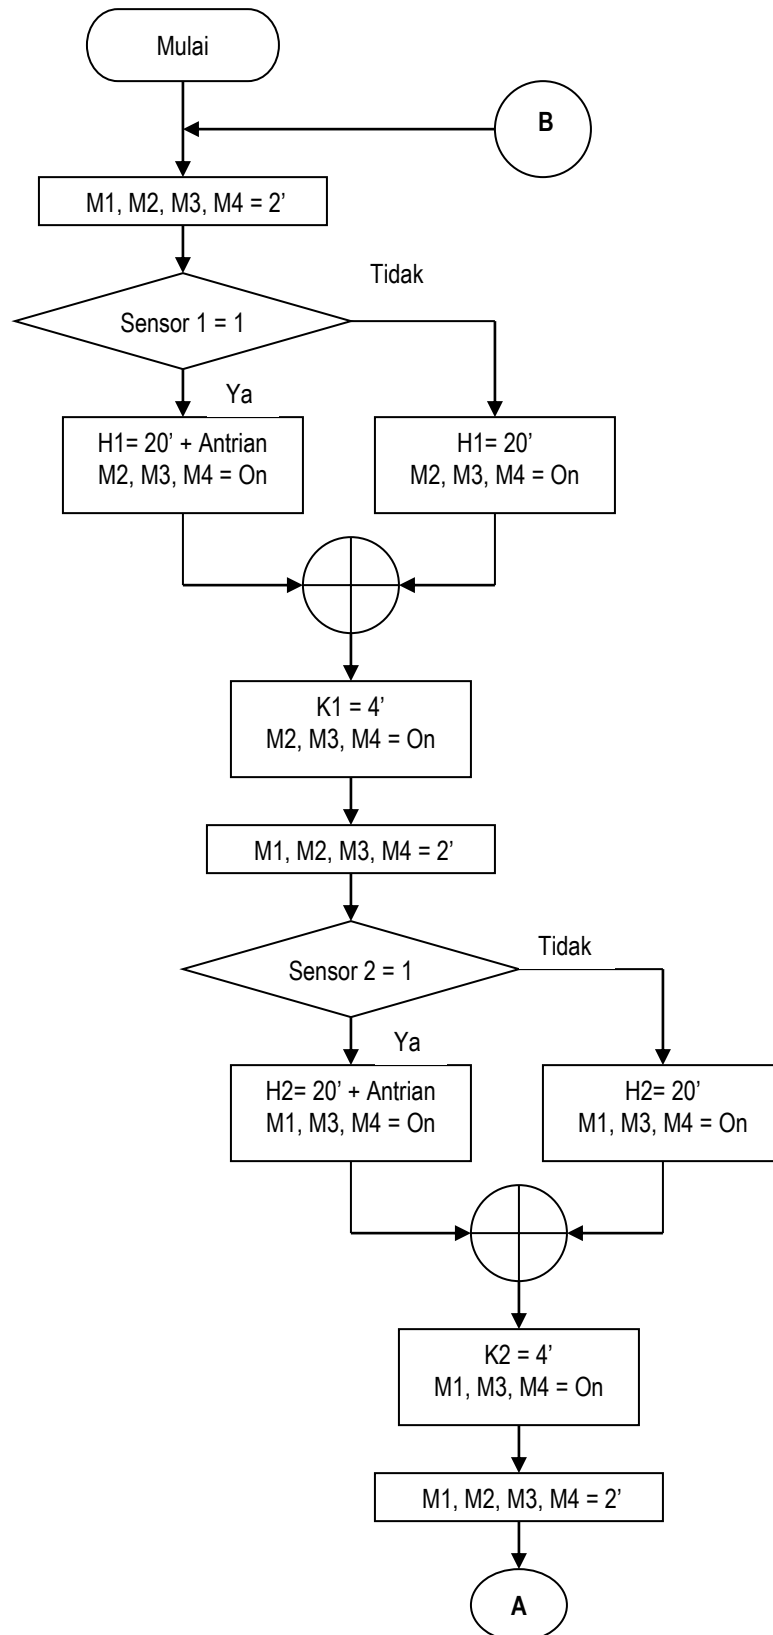 Mulai
B
M1, M2, M3, M4 = 2’
Tidak
Sensor 1 = 1
Ya
H1= 20’ + Antrian
M2, M3, M4 = On
H1= 20’
M2, M3, M4 = On
K1 = 4’
M2, M3, M4 = On
M1, M2, M3, M4 = 2’
Tidak
Sensor 2 = 1
Ya
H2= 20’ + Antrian
M1, M3, M4 = On
H2= 20’
M1, M3, M4 = On
K2 = 4’
M1, M3, M4 = On
M1, M2, M3, M4 = 2’
A